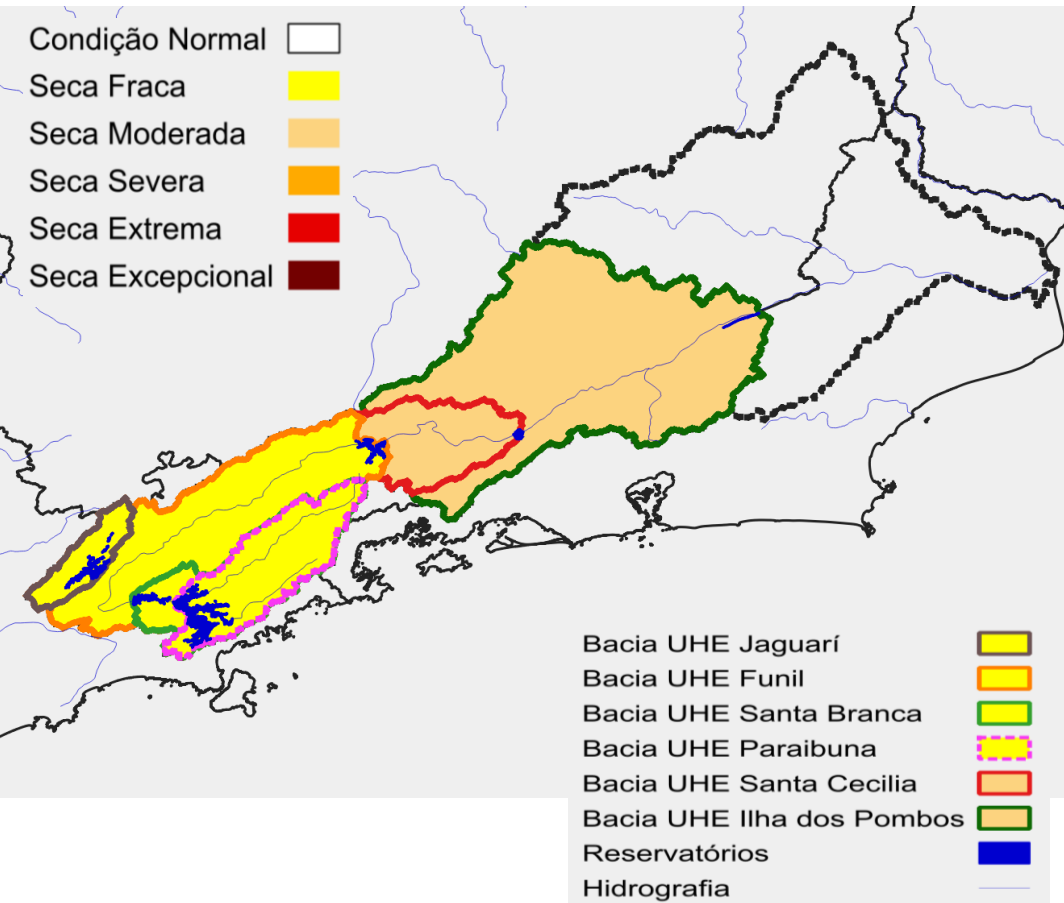 Condição Normal
Seca Fraca
Seca Moderada
Seca Severa
Seca Extrema
Seca Excepcional
Bacia UHE Jaguarí
Bacia UHE Funil
Bacia UHE Santa Branca
Bacia UHE Paraibuna
Bacia UHE Santa Cecilia
Bacia UHE Ilha dos Pombos
Reservatórios
Hidrografia